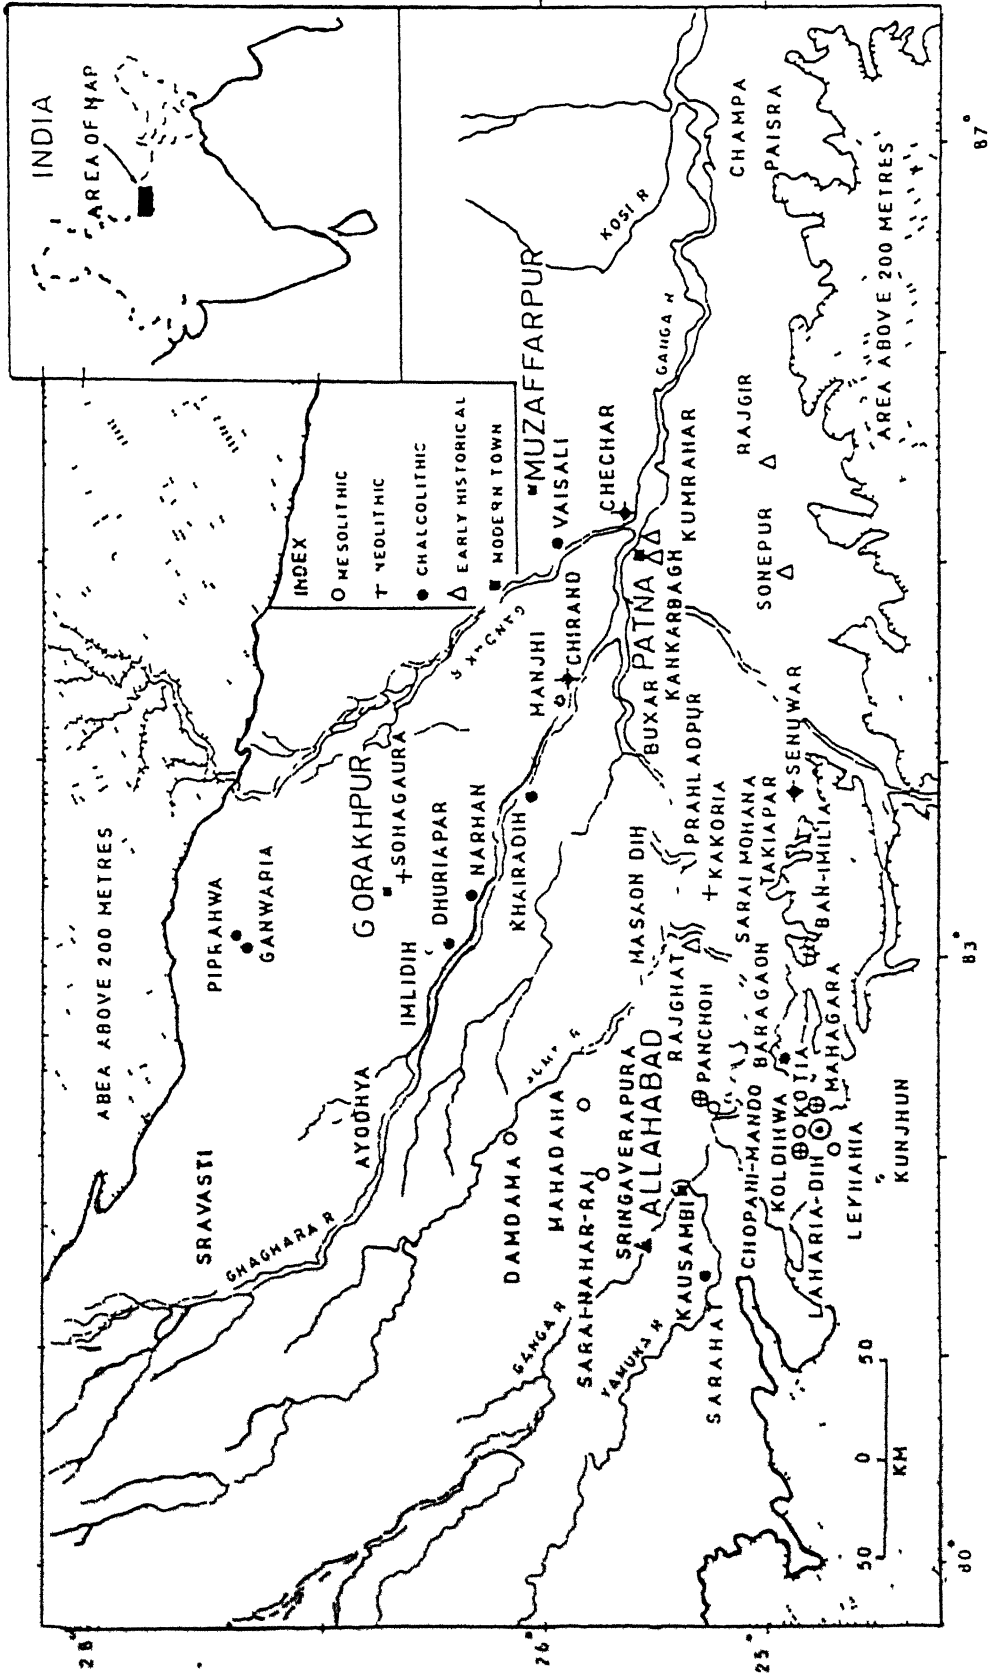 INDIA
AREA OF MAP
ABEA ABOVE 200 METRES
INDEX
MESOLITHIC
NEOLITHIC
CHALCOLITHIC
EARLY HISTORICAL
MODERN TOWN
SRAVASTI
PIPRAHWA
GANWARIA
GHAGHARA R
AYODHYA
IMLIDIH
GORAKHPUR
SOHAGAURA
DHURIAPAR
NARHAN
KHAIRADIH
GANDAK R
MANJHI
CHIRAND
VAISALI
MUZAFFARPUR
CHECHAR
KOSI R
GANGA R
CHAMPA
PAISRA
KUMRAHAR
RAJGIR
SONEPUR
PATNA
KANKARBAGH
BUXAR
PRAHLADPUR
KAKORIA
MASAON DIH
SARAI MOHANA
TAKIAPAR
SENUWAR
BAN-IMILIA
RAJGHAT
PANCHOH
BARAGAON
DAMDAMA
MAHADAHA
SARAI-NAHAR-RAI
SRINGAVERAPURA
ALLAHABAD
GANGA R
YAMUNA R
KAUSAMBI
SARAHAT
CHOPANI-MANDO
KOLDIHWA
KOTIA
MAHAGARA
LAHARIA-DIH
LEKHAHIA
KUNJHUN
AREA ABOVE 200 METRES
50 0 50
KM
28°
26°
25°
80°
83°
87°